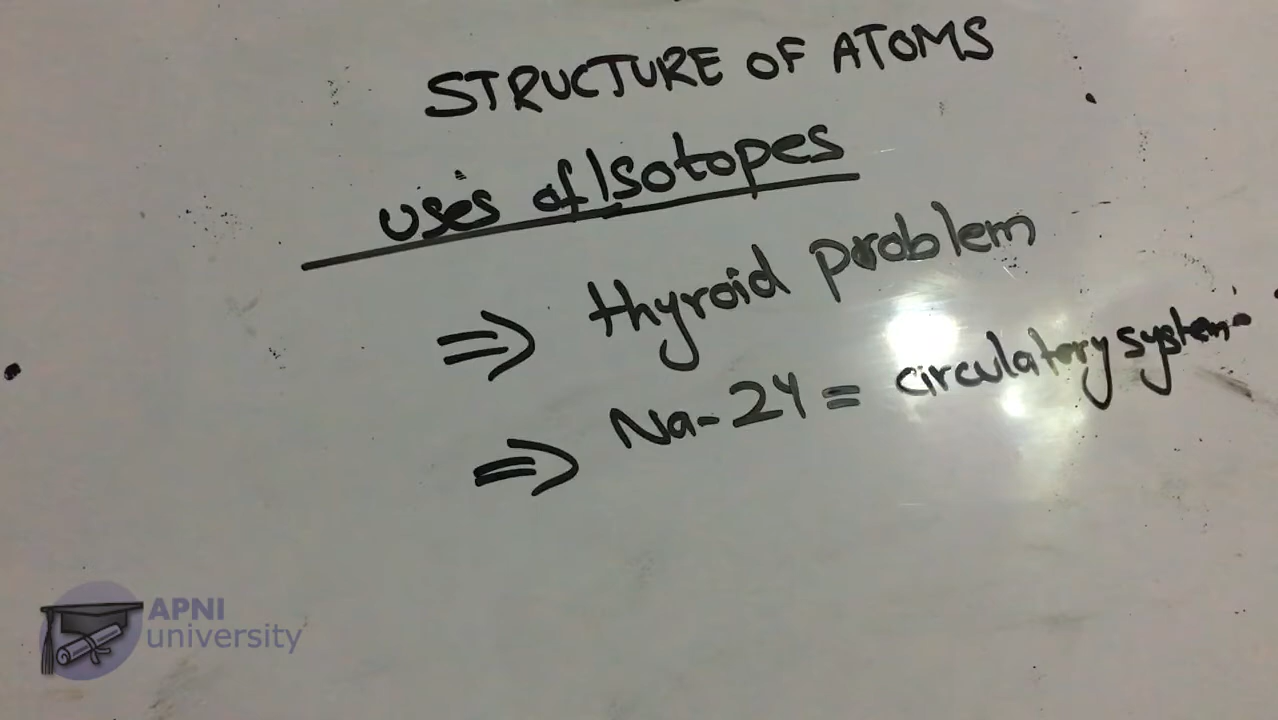 STRUCTURE OF ATOMS
uses of Isotopes
⇒ thyroid problem
⇒ Na-24 = circulatory system.
APNI
university